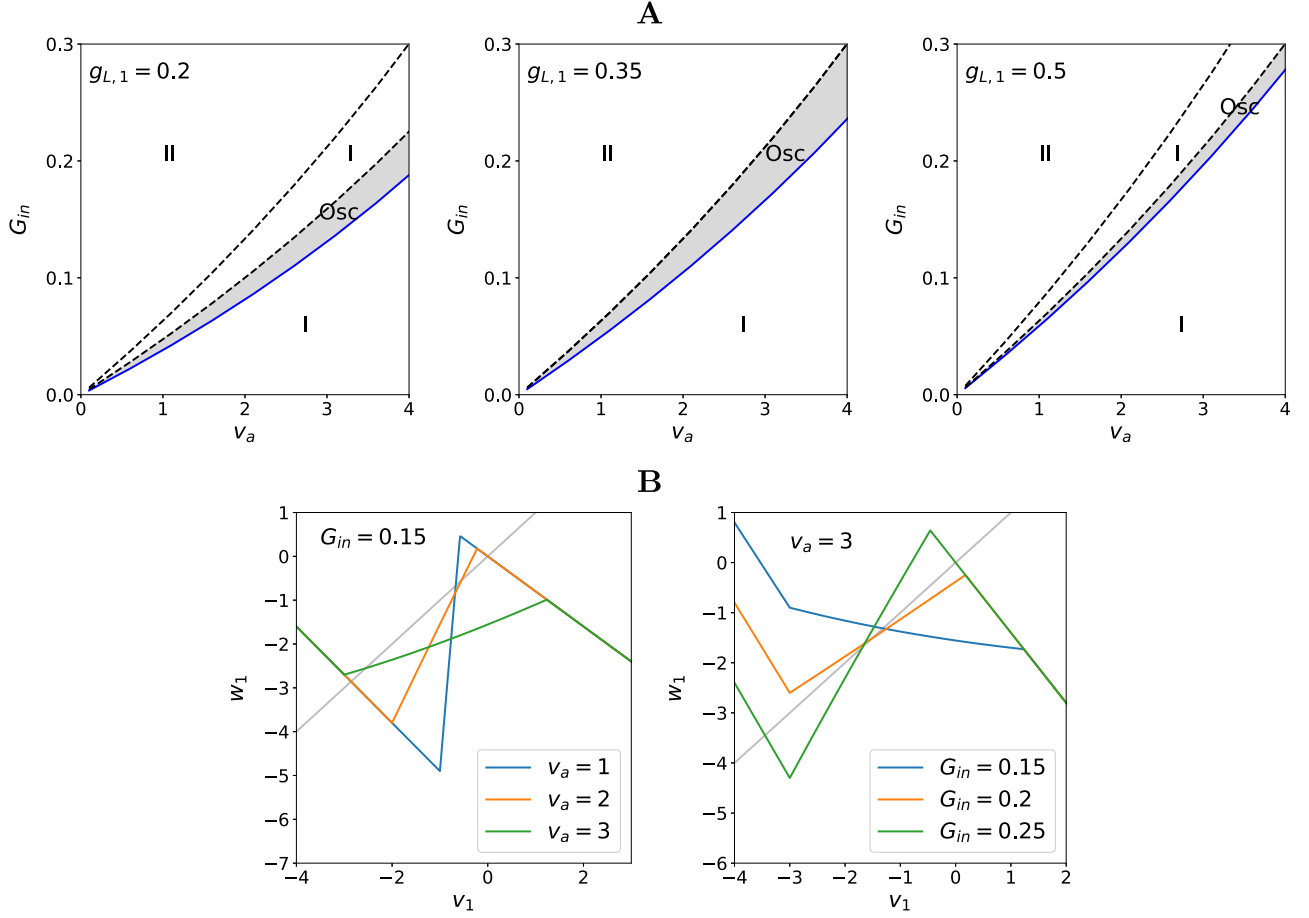 A
g_{L,1} = 0.2
II
I
Osc
I
G_{in}
0.3
0.2
0.1
0.0
0 1 2 3 4
v_a
g_{L,1} = 0.35
II
Osc
I
G_{in}
0.3
0.2
0.1
0.0
0 1 2 3 4
v_a
g_{L,1} = 0.5
Osc
II
I
I
G_{in}
0.3
0.2
0.1
0.0
0 1 2 3 4
v_a
B
G_{in} = 0.15
w_1
1
0
−1
−2
−3
−4
−5
−6
−7
v_a = 1
v_a = 2
v_a = 3
−4 −2 0 2
v_1
v_a = 3
w_1
1
0
−1
−2
−3
−4
−5
−6
G_{in} = 0.15
G_{in} = 0.2
G_{in} = 0.25
−4 −3 −2 −1 0 1 2
v_1